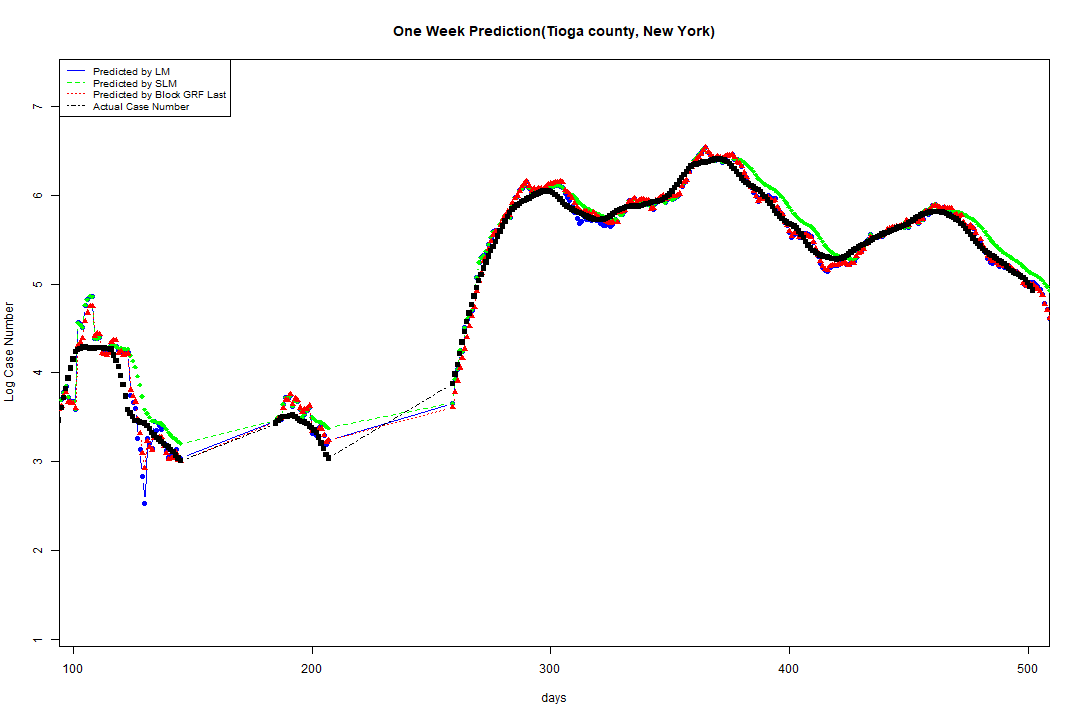 One Week Prediction(Tioga county, New York)
Predicted by LM
Predicted by SLM
Predicted by Block GRF Last
Actual Case Number
Log Case Number
7
6
5
4
3
2
1
100 200 300 400 500
days